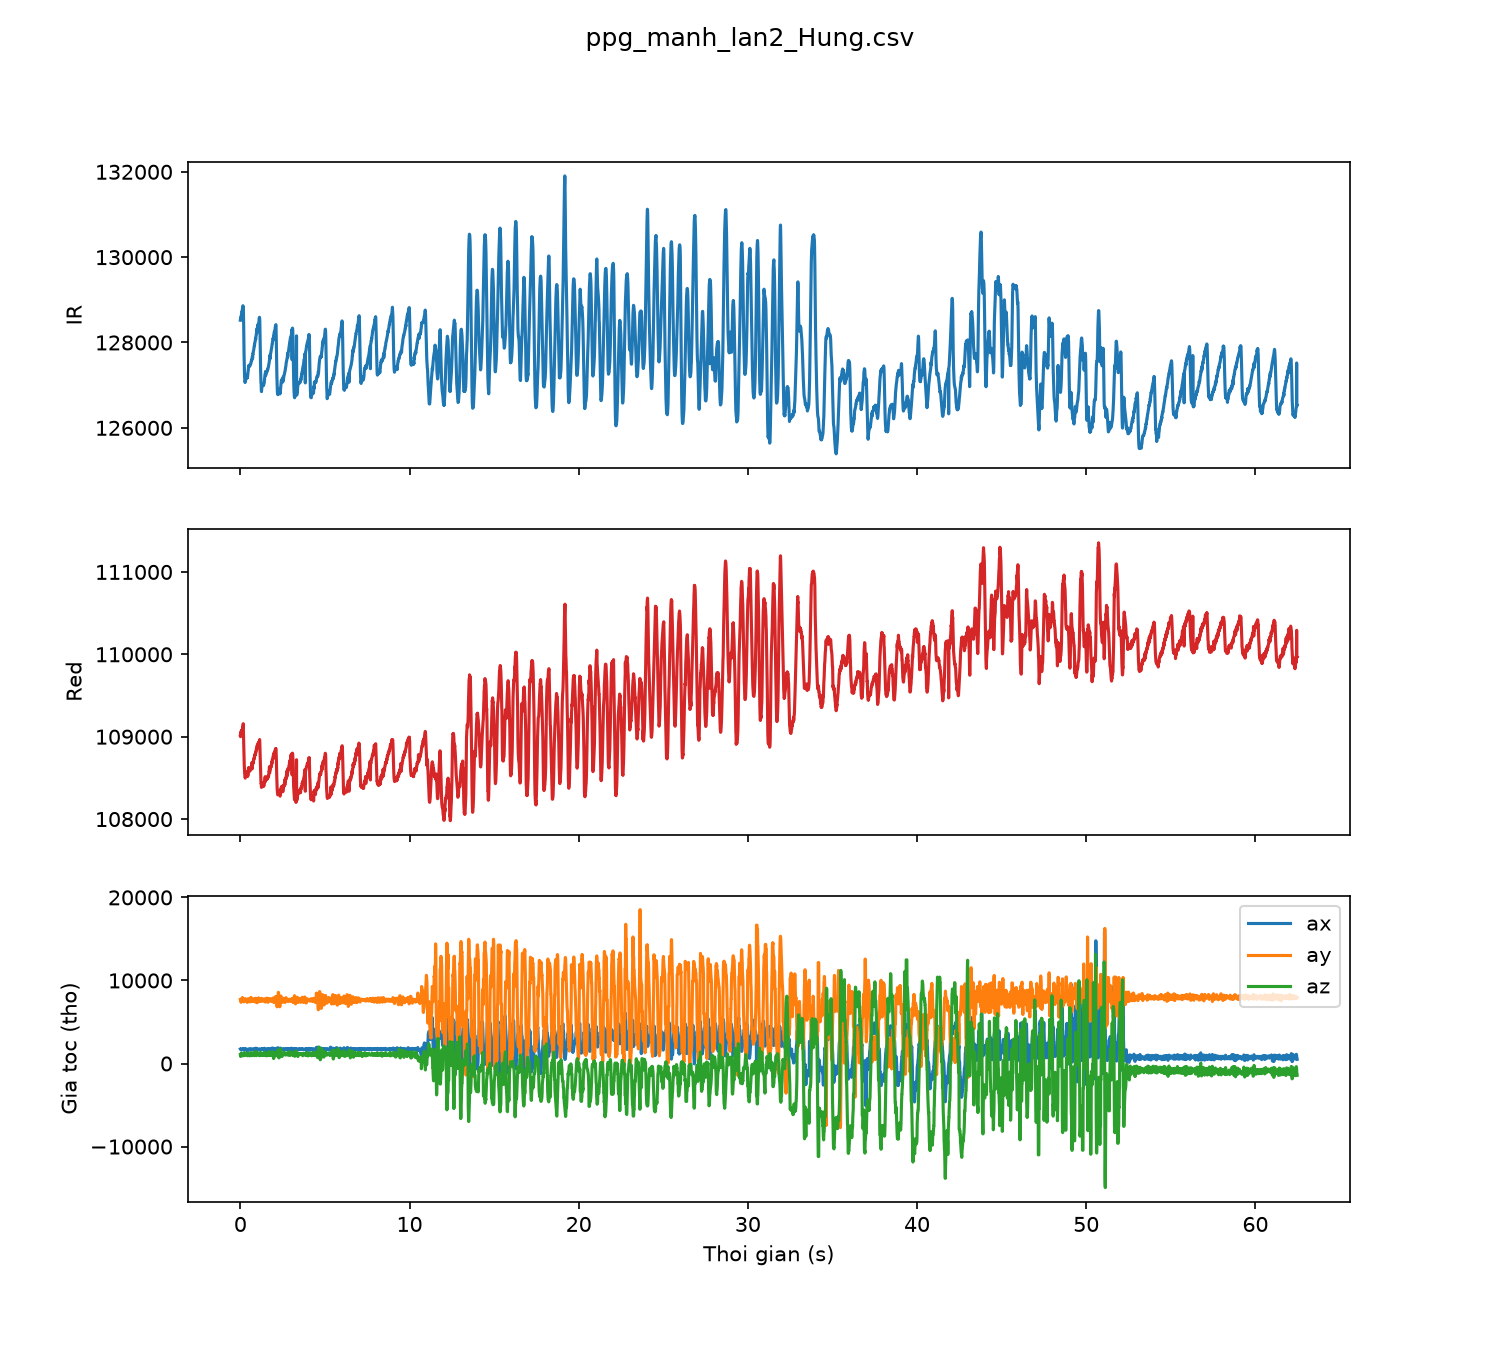 ppg_manh_lan2_Hung.csv
132000
130000
128000
126000
IR
111000
110000
109000
108000
Red
20000
10000
0
−10000
Gia toc (tho)
ax
ay
az
0 10 20 30 40 50 60
Thoi gian (s)